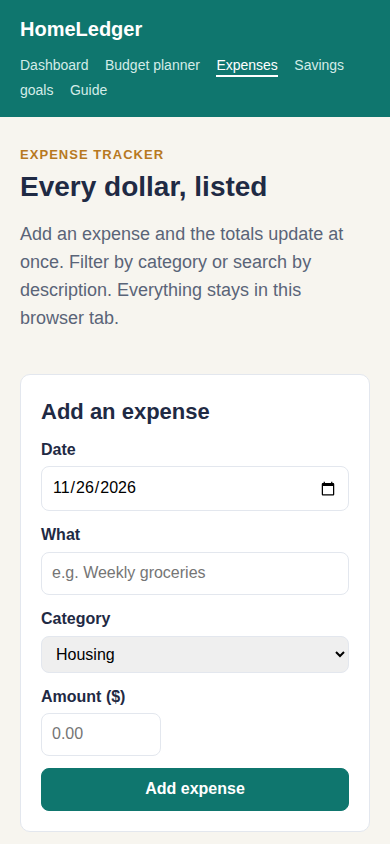 HomeLedger
Dashboard Budget planner Expenses Savings
goals Guide
EXPENSE TRACKER
Every dollar, listed
Add an expense and the totals update at
once. Filter by category or search by
description. Everything stays in this
browser tab.
Add an expense
Date
11/26/2026
What
e.g. Weekly groceries
Category
Housing
Amount ($)
0.00
Add expense